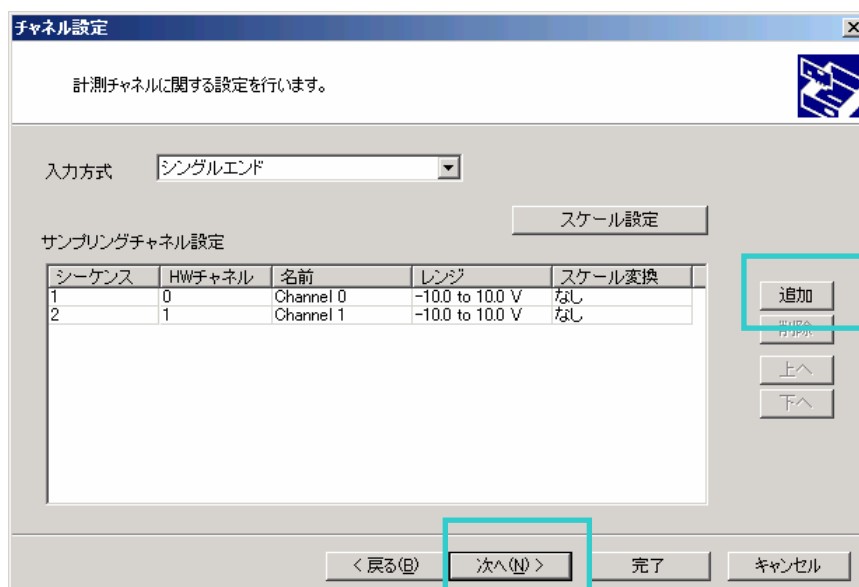 チャネル設定
計測チャネルに関する設定を行います。
入力方式 シングルエンド
スケール設定
サンプリングチャネル設定
シーケンス HWチャネル 名前 レンジ スケール変換
1 0 Channel 0 -10.0 to 10.0 V なし
2 1 Channel 1 -10.0 to 10.0 V なし
追加
削除
上へ
下へ
< 戻る(B) 次へ(N) > 完了 キャンセル